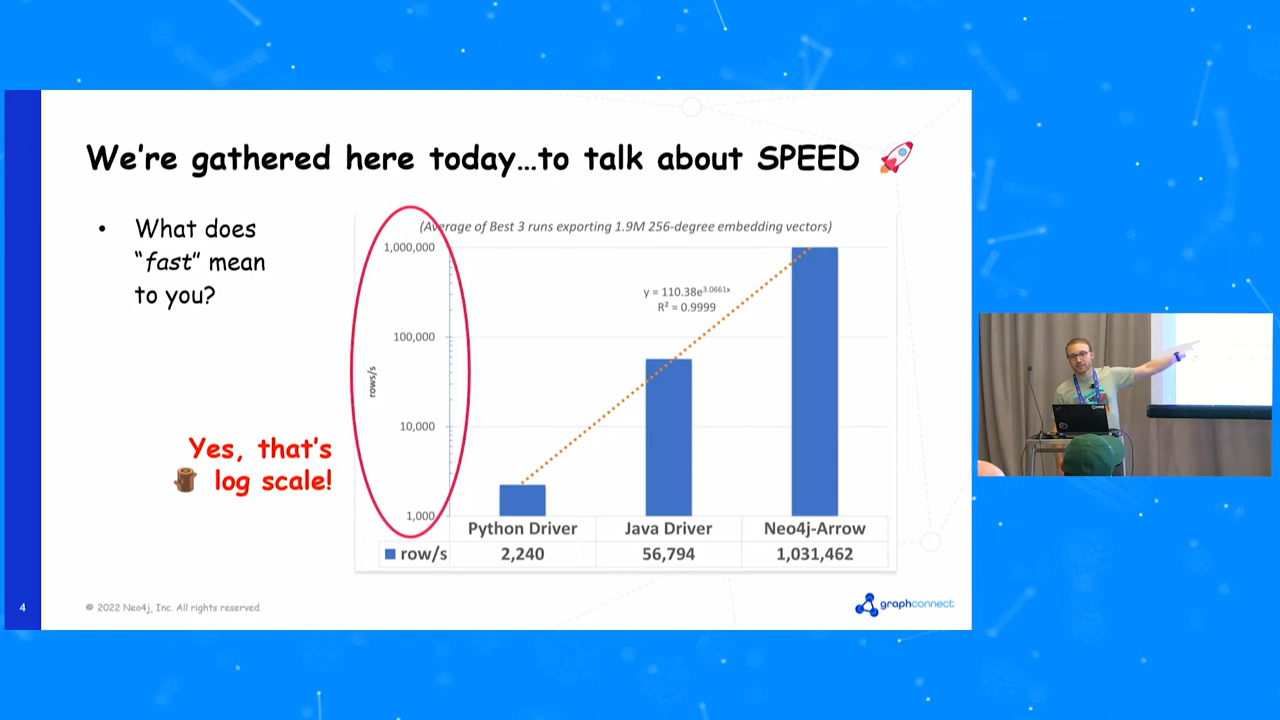 We're gathered here today...to talk about SPEED 🚀
• What does
"fast" mean
to you?
Yes, that's
🪵 log scale!
(Average of Best 3 runs exporting 1.9M 256-degree embedding vectors)
1,000,000
100,000
10,000
1,000
rows/s
y = 110.38e^3.0661x
R² = 0.9999
Python Driver Java Driver Neo4j-Arrow
row/s 2,240 56,794 1,031,462
4
© 2022 Neo4j, Inc. All rights reserved.
graphconnect